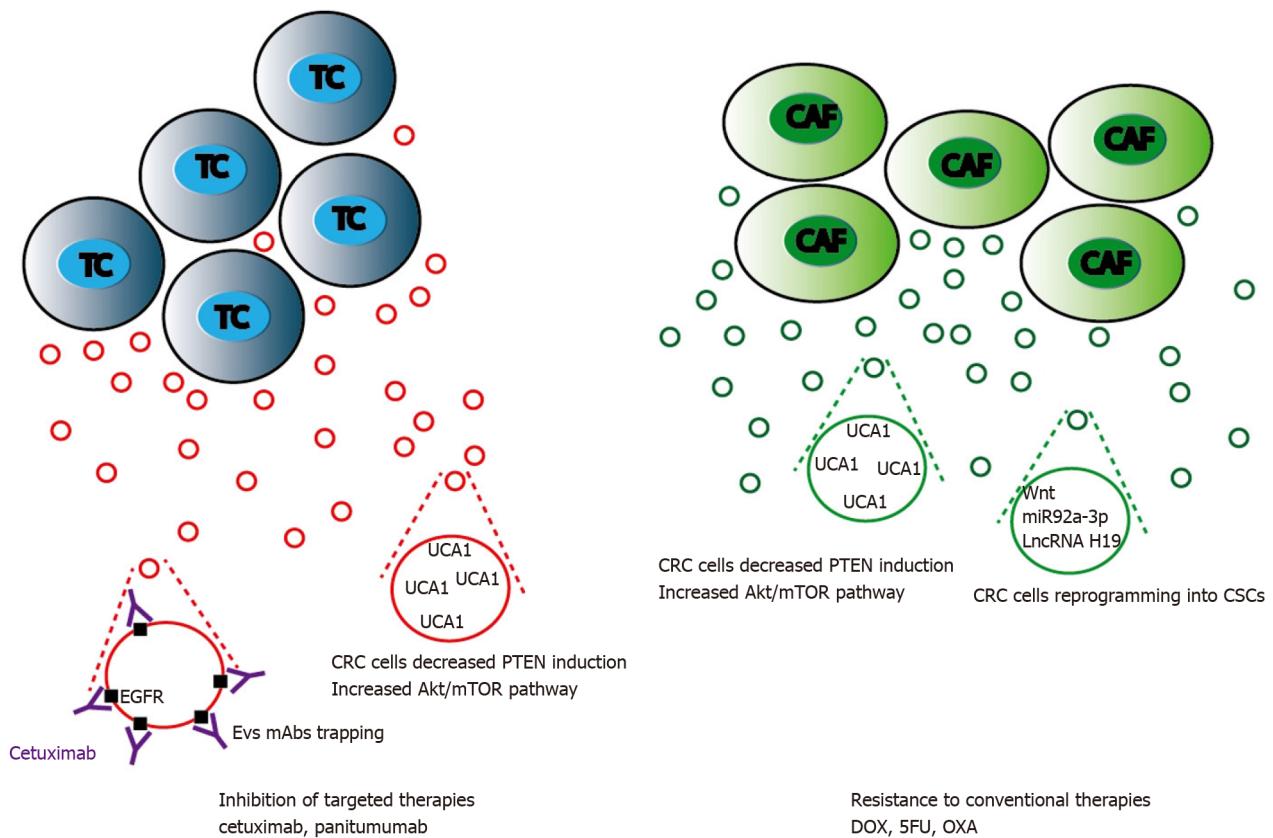 TC
TC
TC
TC
TC
UCA1
UCA1
UCA1
UCA1
CRC cells decreased PTEN induction
Increased Akt/mTOR pathway
EGFR
Evs mAbs trapping
Cetuximab
Inhibition of targeted therapies
cetuximab, panitumumab
CAF
CAF
CAF
CAF
CAF
UCA1
UCA1
UCA1
UCA1
CRC cells decreased PTEN induction
Increased Akt/mTOR pathway
Wnt
miR92a-3p
LncRNA H19
CRC cells reprogramming into CSCs
Resistance to conventional therapies
DOX, 5FU, OXA